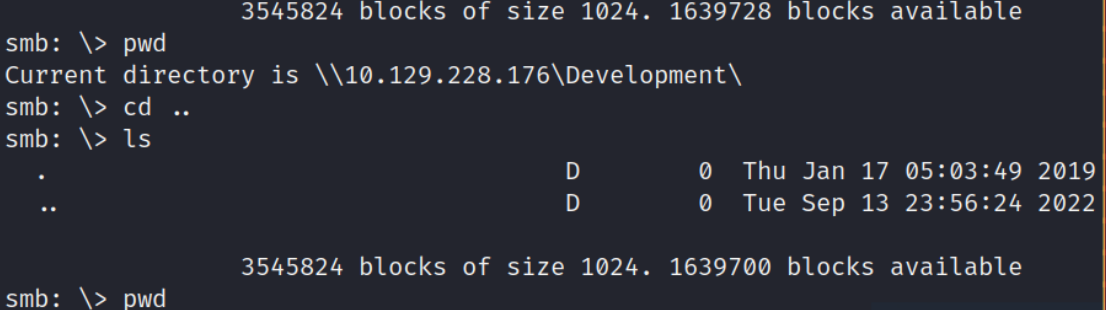 3545824 blocks of size 1024. 1639728 blocks available
smb: \> pwd
Current directory is \\10.129.228.176\Development\
smb: \> cd ..
smb: \> ls
. D 0 Thu Jan 17 05:03:49 2019
.. D 0 Tue Sep 13 23:56:24 2022
3545824 blocks of size 1024. 1639700 blocks available
smb: \> pwd